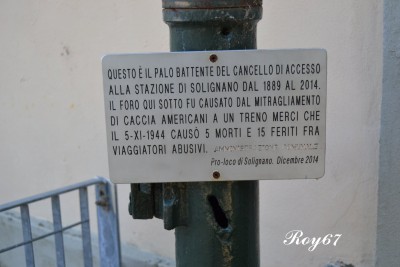 QUESTO È IL PALO BATTENTE DEL CANCELLO DI ACCESSO
ALLA STAZIONE DI SOLIGNANO DAL 1889 AL 2014.
IL FORO QUI SOTTO FU CAUSATO DAL MITRAGLIAMENTO
DI CACCIA AMERICANI A UN TRENO MERCI CHE
IL 5-XI-1944 CAUSÒ 5 MORTI E 15 FERITI FRA
VIAGGIATORI ABUSIVI.
Pro-loco di Solignano. Dicembre 2014
Roy67